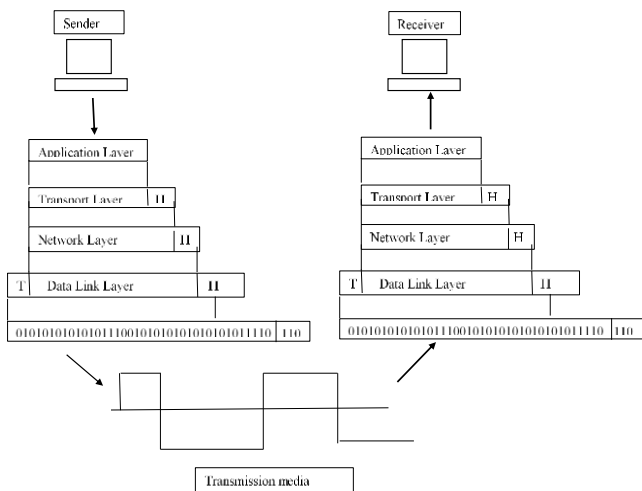 Sender
Receiver
Application Layer
Application Layer
Transport Layer H
Transport Layer H
Network Layer H
Network Layer H
T Data Link Layer H
T Data Link Layer H
0101010101010111001010101010101010111110 110
0101010101010111001010101010101010111110 110
Transmission media